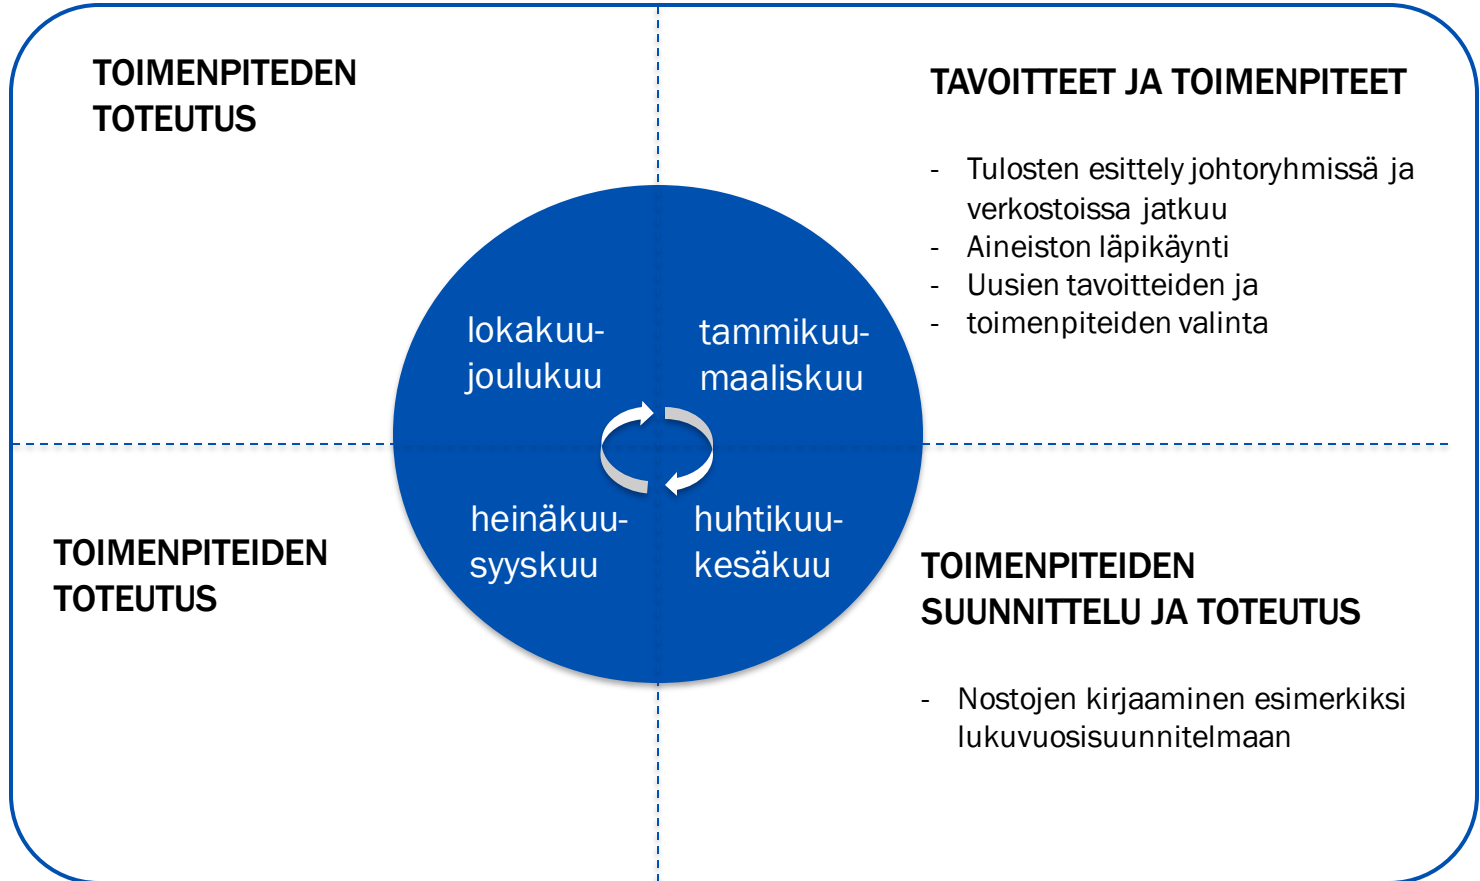 TOIMENPITEDEN
TOTEUTUS
TAVOITTEET JA TOIMENPITEET
- Tulosten esittely johtoryhmissä ja
verkostoissa jatkuu
- Aineiston läpikäynti
- Uusien tavoitteiden ja
- toimenpiteiden valinta
lokakuu-
joulukuu
tammikuu-
maaliskuu
heinäkuu-
syyskuu
huhtikuu-
kesäkuu
TOIMENPITEIDEN
TOTEUTUS
TOIMENPITEIDEN
SUUNNITTELU JA TOTEUTUS
- Nostojen kirjaaminen esimerkiksi
lukuvuosisuunnitelmaan